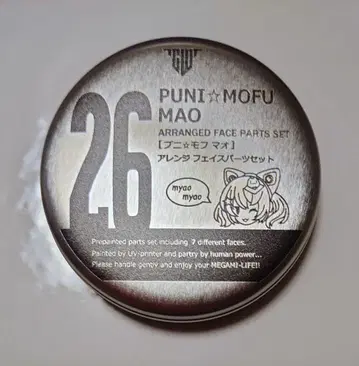 26
PUNI☆MOFU
MAO
ARRANGED FACE PARTS SET
[プニ☆モフ マオ]
アレンジ フェイスパーツセット
myao
myao
Prepainted parts set including 7 different faces.
Painted by UV-printer and partry by human power...
Please handle gently and enjoy your MEGAMI-LIFE!!